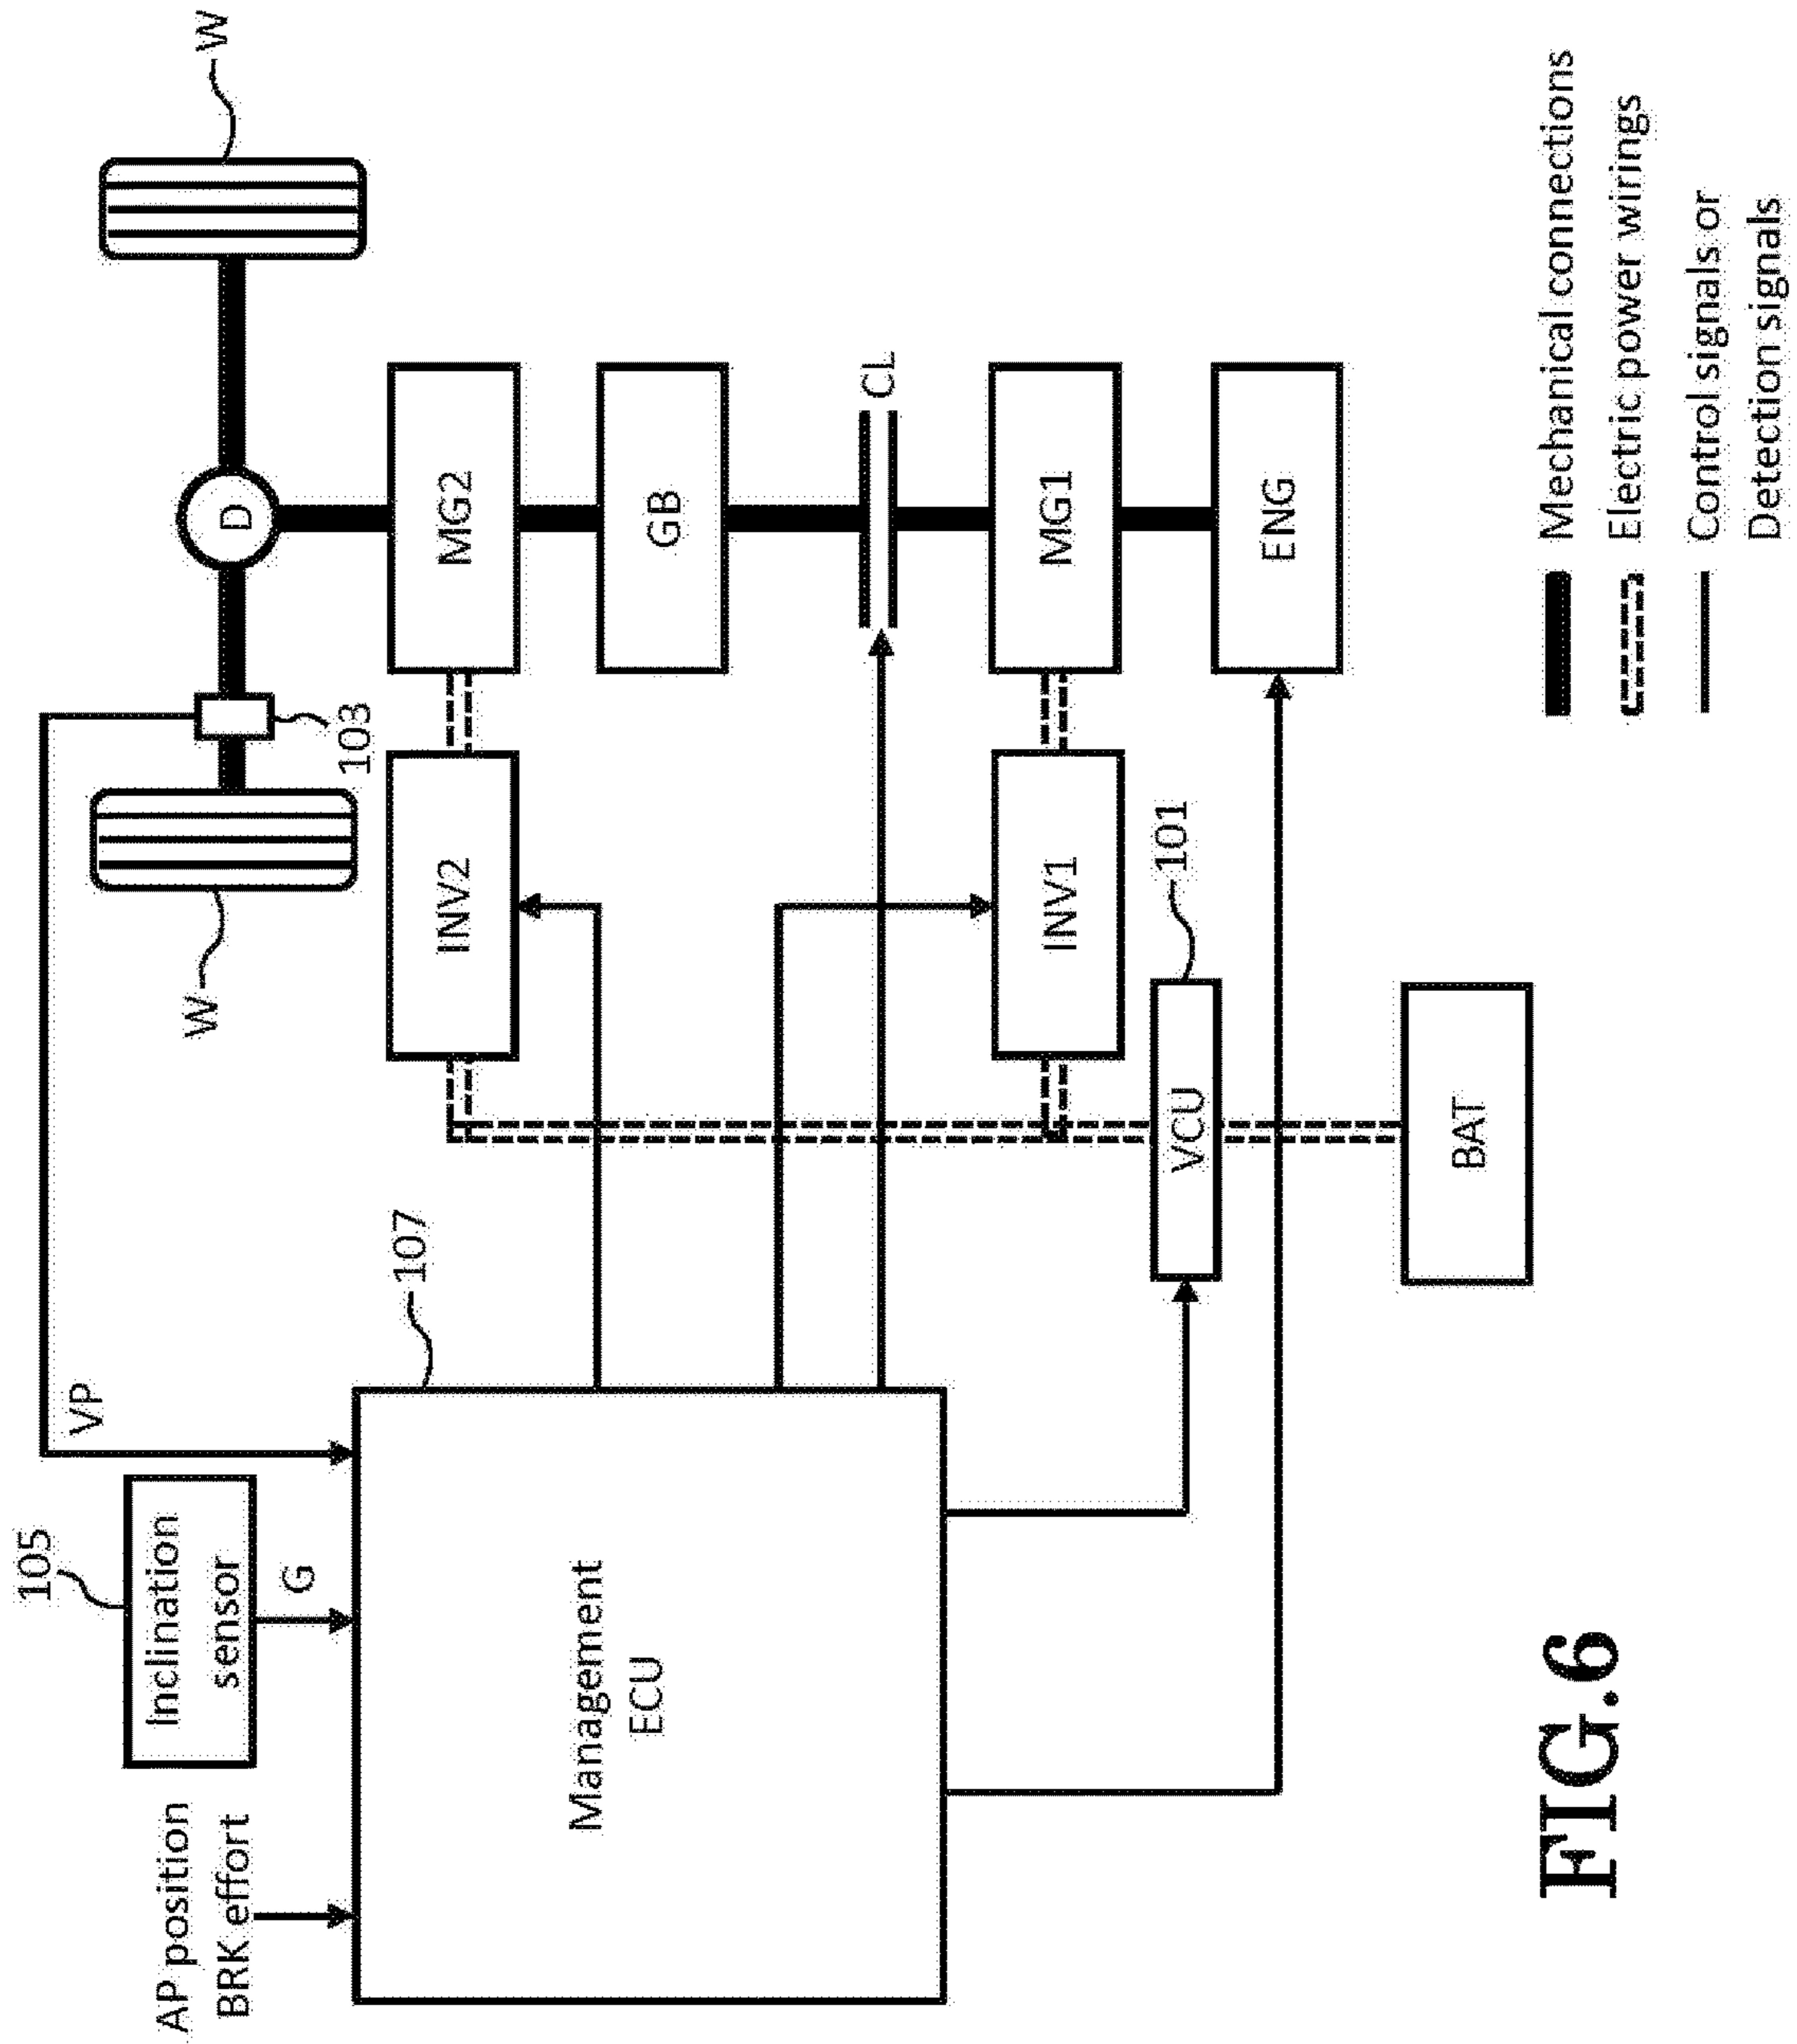 AP position
BRK effort
105
Inclination
sensor
G
VP
107
Management
ECU
W
103
D
W
INV2
MG2
GB
CL
INV1
MG1
101
VCU
ENG
BAT
FIG.6
Mechanical connections
Electric power wirings
Control signals or
Detection signals